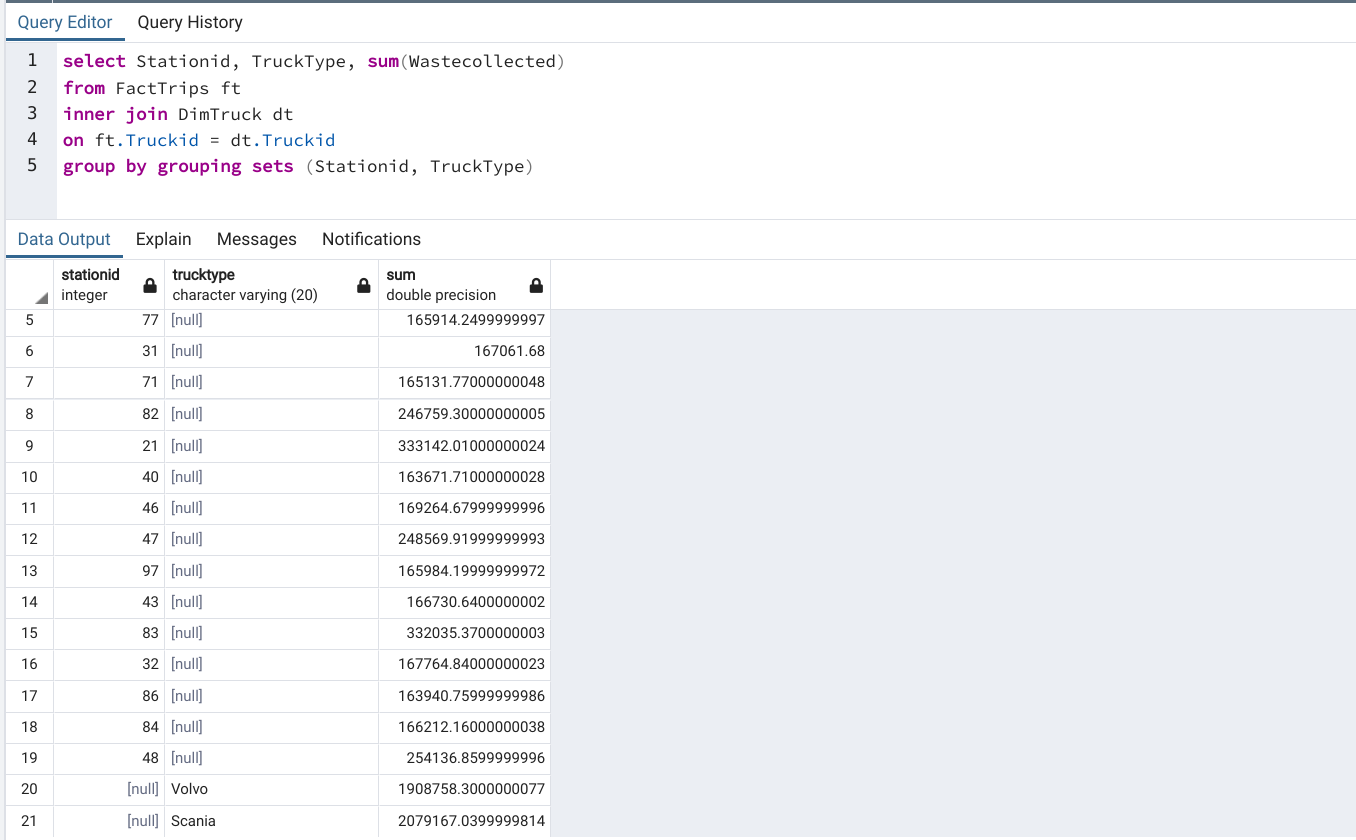 Query Editor Query History
1 select Stationid, TruckType, sum(Wastecollected)
2 from FactTrips ft
3 inner join DimTruck dt
4 on ft.Truckid = dt.Truckid
5 group by grouping sets (Stationid, TruckType)
Data Output Explain Messages Notifications
stationid trucktype sum
integer character varying (20) double precision
5 77 [null] 165914.2499999997
6 31 [null] 167061.68
7 71 [null] 165131.77000000048
8 82 [null] 246759.30000000005
9 21 [null] 333142.01000000024
10 40 [null] 163671.71000000028
11 46 [null] 169264.67999999996
12 47 [null] 248569.91999999993
13 97 [null] 165984.19999999972
14 43 [null] 166730.6400000002
15 83 [null] 332035.3700000003
16 32 [null] 167764.84000000023
17 86 [null] 163940.75999999986
18 84 [null] 166212.16000000038
19 48 [null] 254136.8599999996
20 [null] Volvo 1908758.3000000077
21 [null] Scania 2079167.0399999814